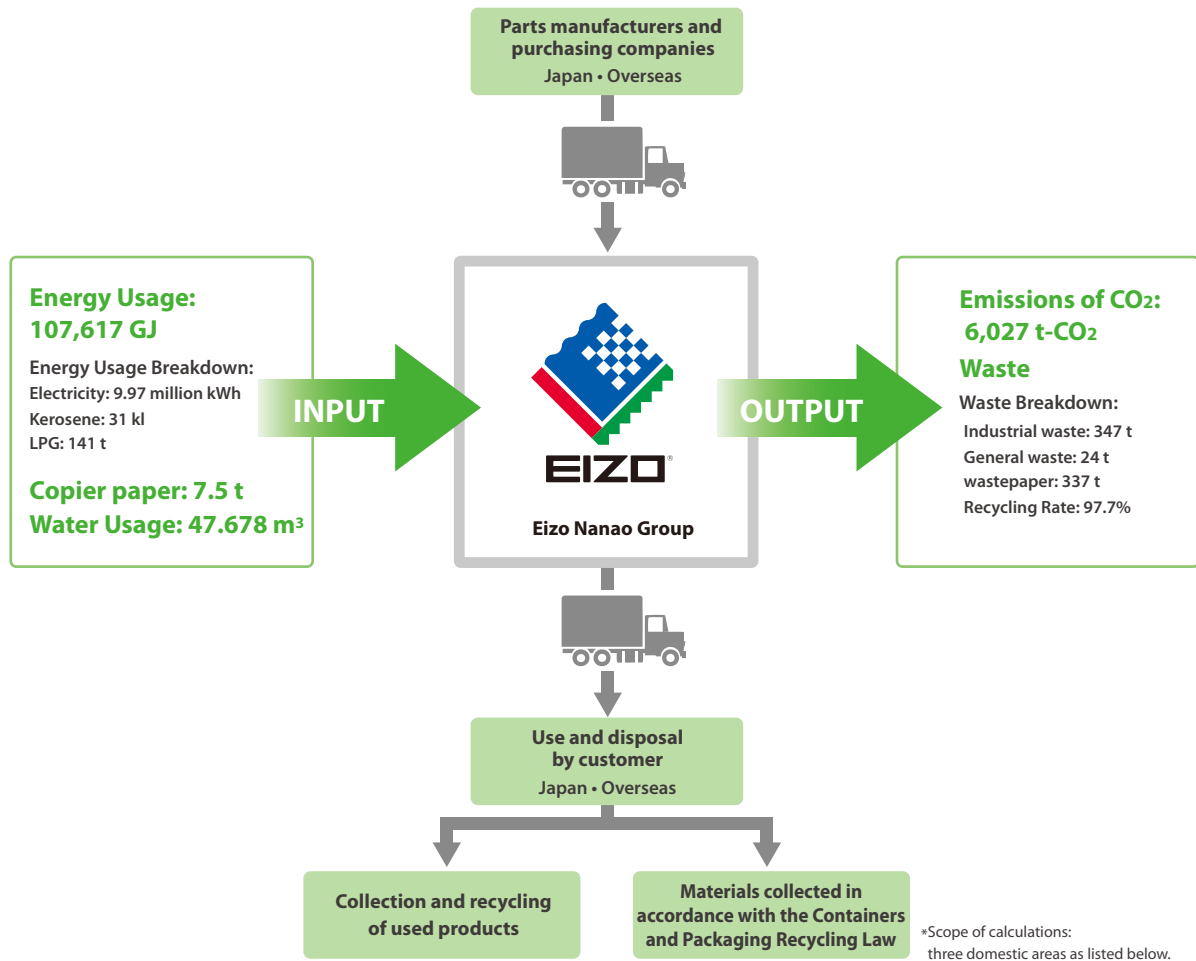 Parts manufacturers and
purchasing companies
Japan • Overseas
Energy Usage:
107,617 GJ
Energy Usage Breakdown:
Electricity: 9.97 million kWh
Kerosene: 31 kl
LPG: 141 t
Copier paper: 7.5 t
Water Usage: 47.678 m³
INPUT
EIZO®
Eizo Nanao Group
OUTPUT
Emissions of CO₂:
6,027 t-CO₂
Waste
Waste Breakdown:
Industrial waste: 347 t
General waste: 24 t
wastepaper: 337 t
Recycling Rate: 97.7%
Use and disposal
by customer
Japan • Overseas
Collection and recycling
of used products
Materials collected in
accordance with the Containers
and Packaging Recycling Law
*Scope of calculations:
three domestic areas as listed below.